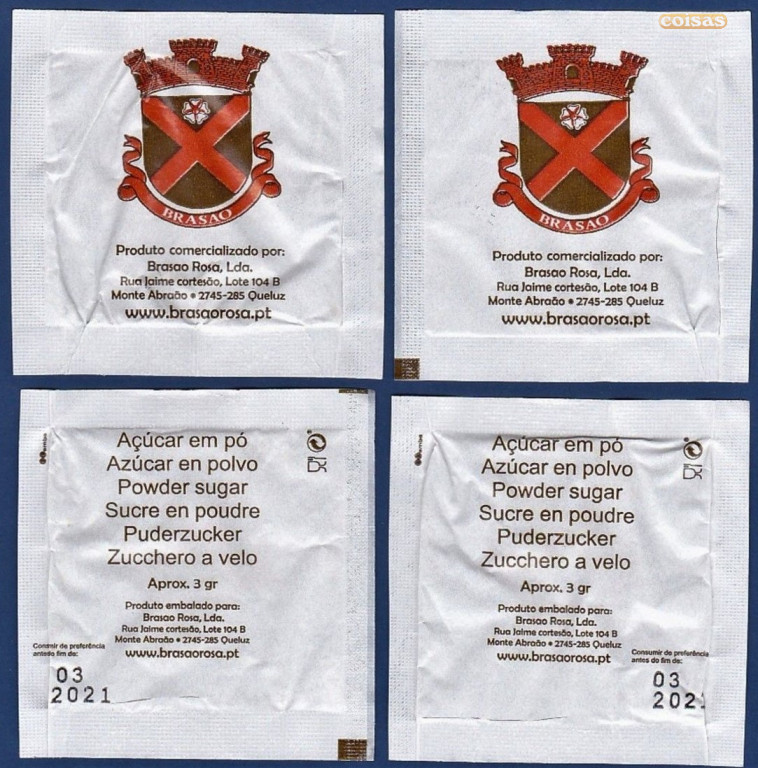 coisas
BRASAO
Produto comercializado por:
Brasao Rosa, Lda.
Rua Jaime cortesão, Lote 104 B
Monte Abraão • 2745-285 Queluz
www.brasaorosa.pt
BRASAO
Produto comercializado por:
Brasao Rosa, Lda.
Rua Jaime cortesão, Lote 104 B
Monte Abraão • 2745-285 Queluz
www.brasaorosa.pt
Açúcar em pó
Azúcar en polvo
Powder sugar
Sucre en poudre
Puderzucker
Zucchero a velo
Aprox. 3 gr
Produto embalado para:
Brasao Rosa, Lda.
Rua Jaime cortesão, Lote 104 B
Monte Abraão • 2745-285 Queluz
www.brasaorosa.pt
Consmir de preferência
antedo fim de:
03
2021
Açúcar em pó
Azúcar en polvo
Powder sugar
Sucre en poudre
Puderzucker
Zucchero a velo
Aprox. 3 gr
Produto embalado para:
Brasao Rosa, Lda.
Rua Jaime cortesão, Lote 104 B
Monte Abraão • 2745-285 Queluz
www.brasaorosa.pt
Consumir de preferência
antes do fim de:
03
2021